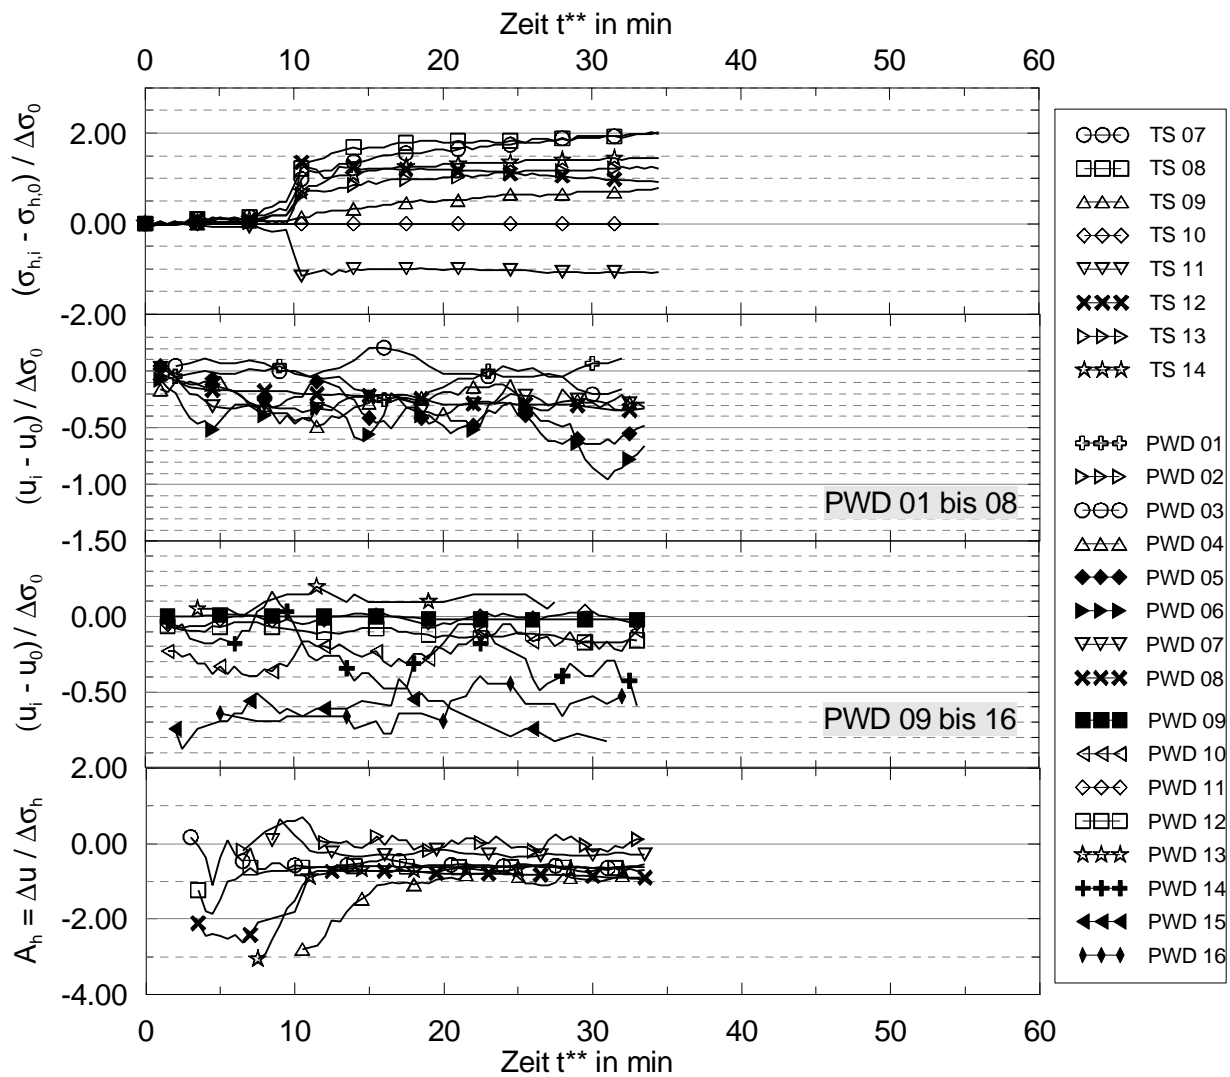 Zeit t** in min
0 10 20 30 40 50 60
(σh,i - σh,0) / Δσ0
2.00
0.00
-2.00
(ui - u0) / Δσ0
0.00
-0.50
-1.00
-1.50
PWD 01 bis 08
(ui - u0)/ Δσ0
0.00
-0.50
PWD 09 bis 16
Ah = Δu / Δσh
2.00
0.00
-2.00
-4.00
0 10 20 30 40 50 60
Zeit t** in min
TS 07
TS 08
TS 09
TS 10
TS 11
TS 12
TS 13
TS 14
PWD 01
PWD 02
PWD 03
PWD 04
PWD 05
PWD 06
PWD 07
PWD 08
PWD 09
PWD 10
PWD 11
PWD 12
PWD 13
PWD 14
PWD 15
PWD 16